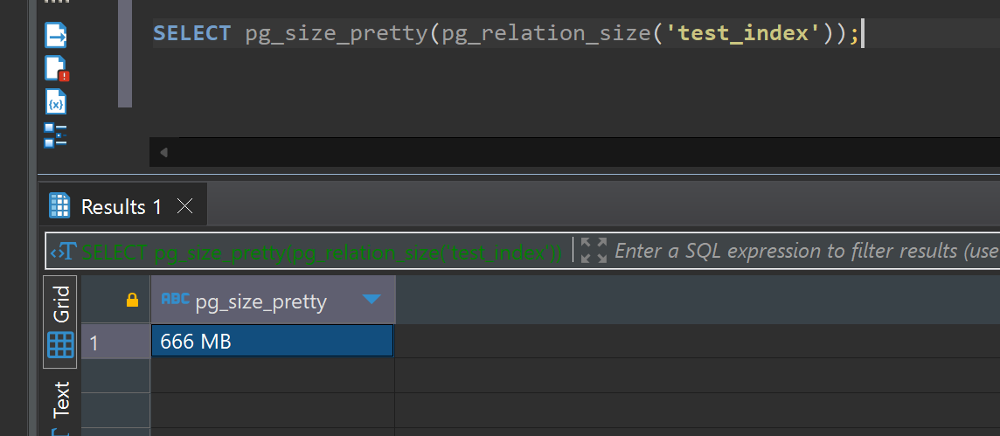 SELECT pg_size_pretty(pg_relation_size('test_index'));
Results 1
SELECT pg_size_pretty(pg_relation_size('test_index'))
Enter a SQL expression to filter results (use
Grid
ABC pg_size_pretty
1
666 MB
Text